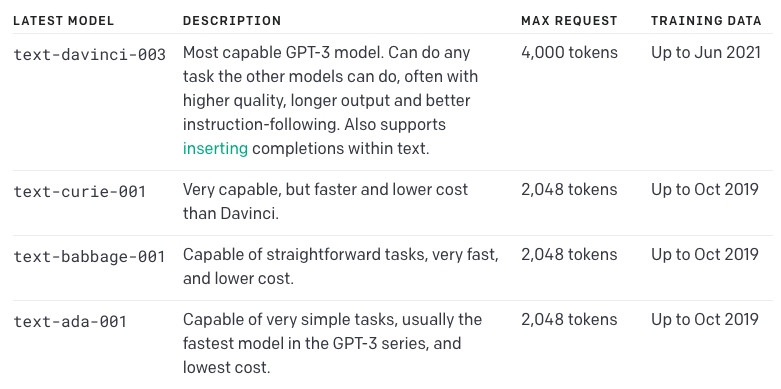 LATEST MODEL DESCRIPTION MAX REQUEST TRAINING DATA
text-davinci-003 Most capable GPT-3 model. Can do any 4,000 tokens Up to Jun 2021
task the other models can do, often with
higher quality, longer output and better
instruction-following. Also supports
inserting completions within text.
text-curie-001 Very capable, but faster and lower cost 2,048 tokens Up to Oct 2019
than Davinci.
text-babbage-001 Capable of straightforward tasks, very fast, 2,048 tokens Up to Oct 2019
and lower cost.
text-ada-001 Capable of very simple tasks, usually the 2,048 tokens Up to Oct 2019
fastest model in the GPT-3 series, and
lowest cost.